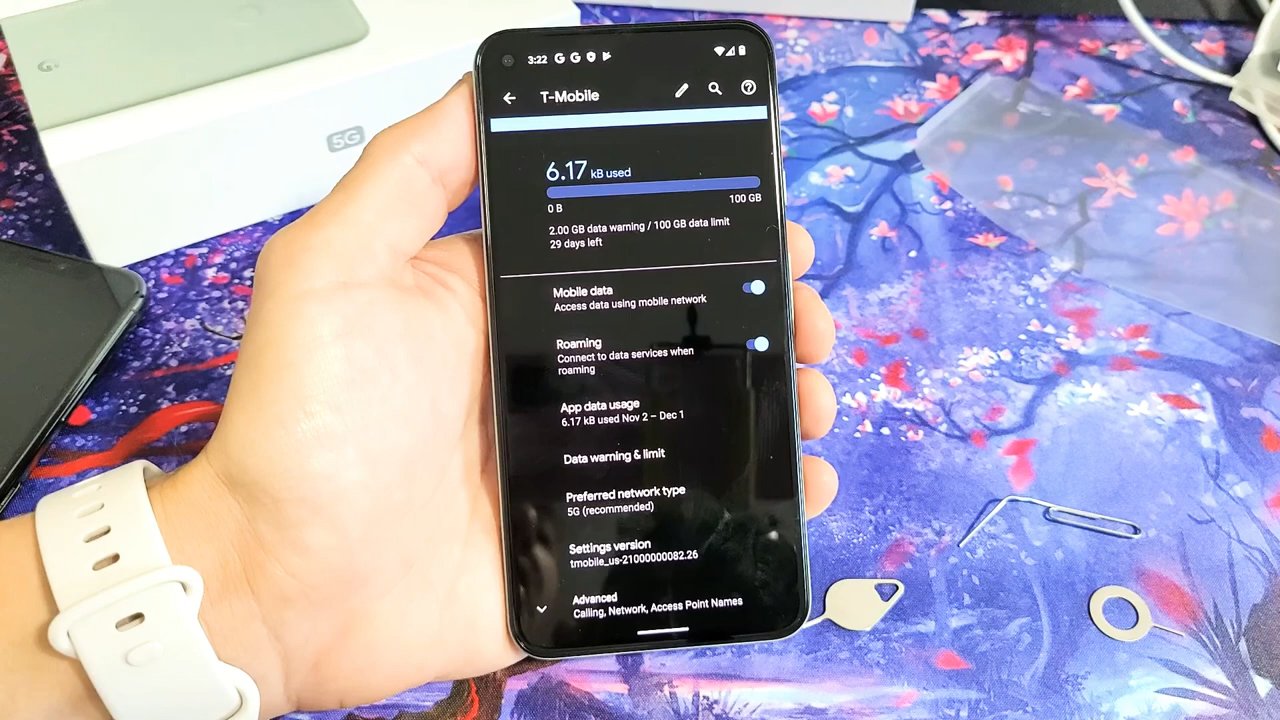 G
5G
3:22 G G
T-Mobile
6.17 kB used
0 B 100 GB
2.00 GB data warning / 100 GB data limit
29 days left
Mobile data
Access data using mobile network
Roaming
Connect to data services when
roaming
App data usage
6.17 kB used Nov 2 – Dec 1
Data warning & limit
Preferred network type
5G (recommended)
Settings version
tmobile_us-21000000082.26
Advanced
Calling, Network, Access Point Names